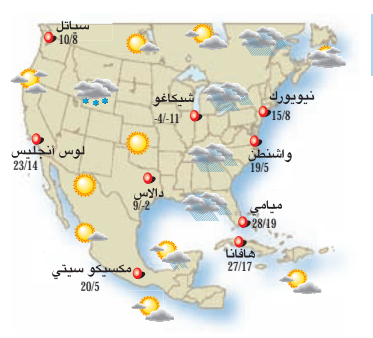 سياتل
10/8
شيكاغو
-4/-11
نيويورك
15/8
لوس أنجليس
23/14
واشنطن
19/5
دالاس
9/-2
ميامي
28/19
هافانا
27/17
مكسيكو سيتي
20/5